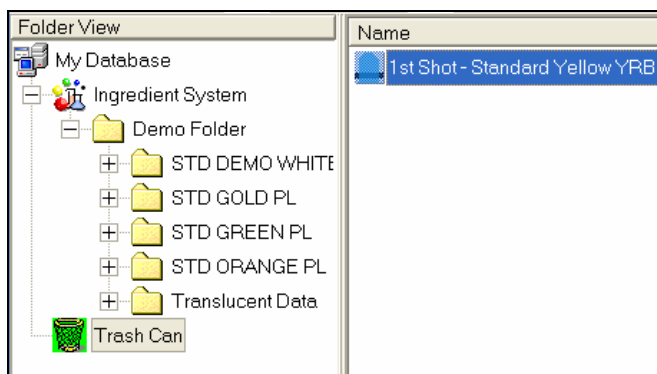 Folder View
My Database
Ingredient System
Demo Folder
STD DEMO WHITE
STD GOLD PL
STD GREEN PL
STD ORANGE PL
Translucent Data
Trash Can
Name
1st Shot - Standard Yellow YRB